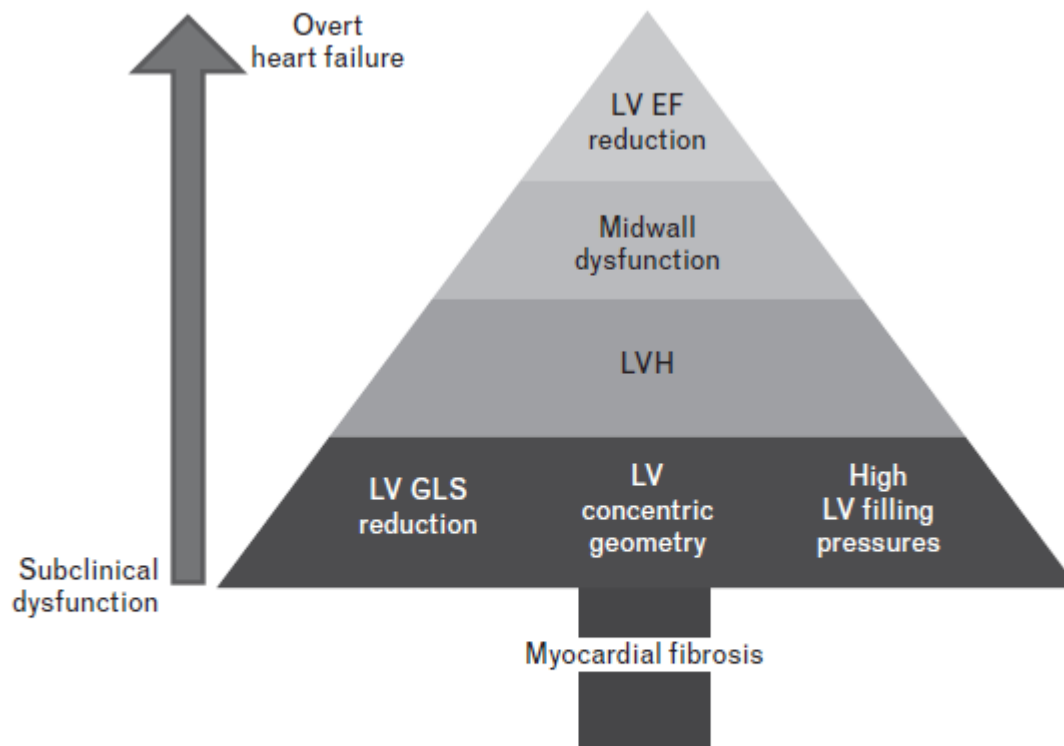 Overt
heart failure
LV EF
reduction
Midwall
dysfunction
LVH
LV GLS
reduction
LV
concentric
geometry
High
LV filling
pressures
Subclinical
dysfunction
Myocardial fibrosis